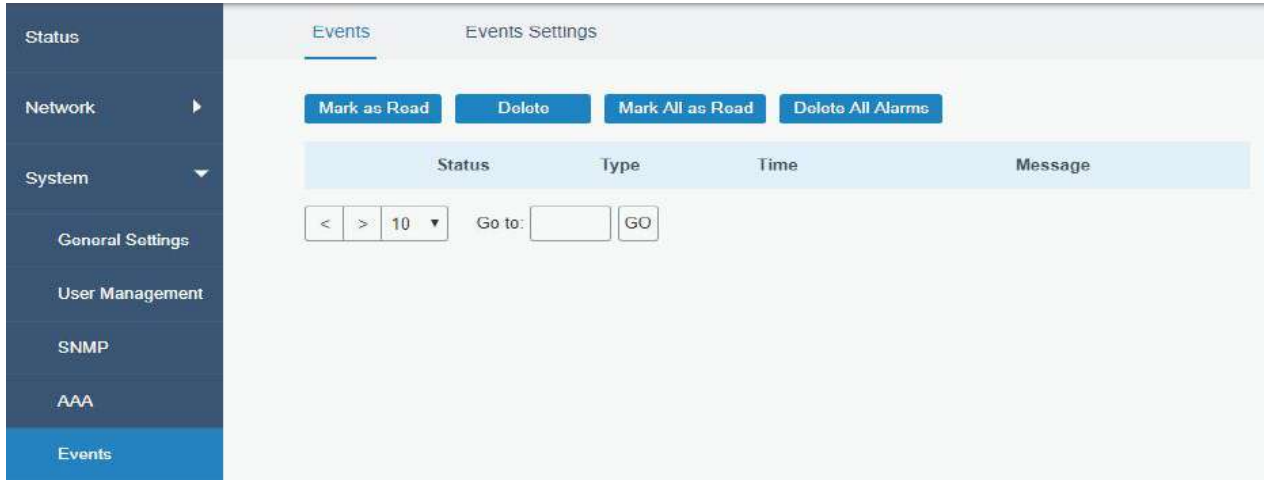 Status
Network
System
General Settings
User Management
SNMP
AAA
Events
Events Events Settings
Mark as Read Delete Mark All as Read Delete All Alarms
Status Type Time Message
< > 10 Go to: GO